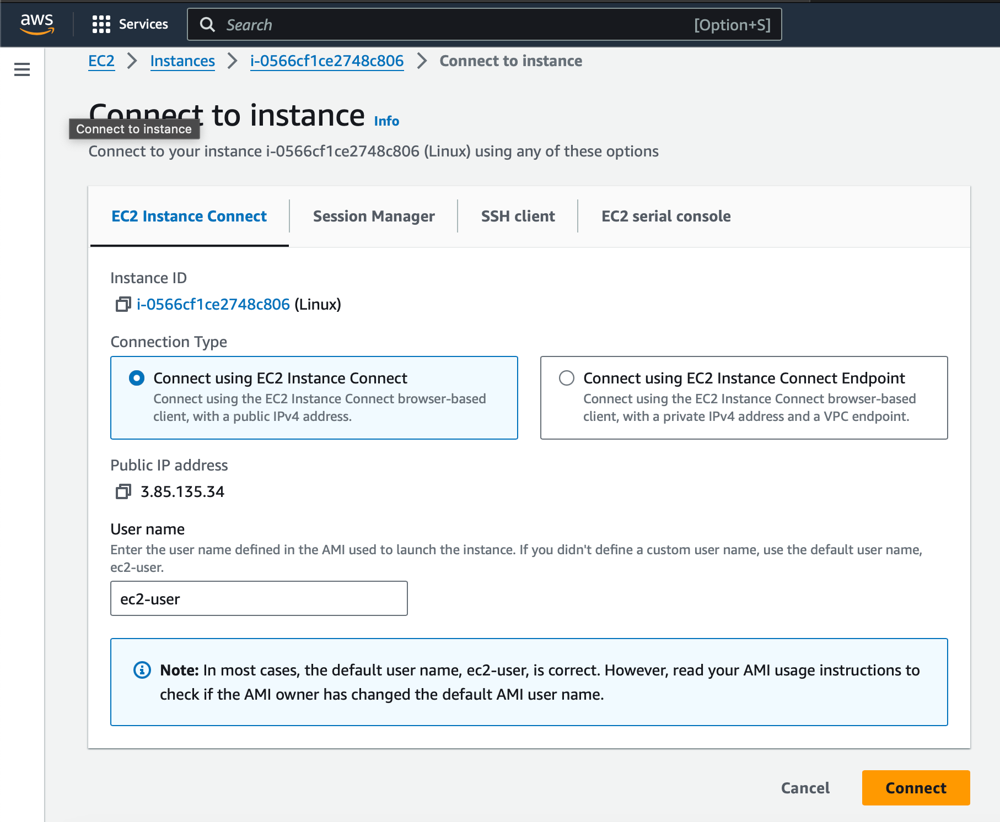 aws Services Search [Option+S]
EC2 Instances i-0566cf1ce2748c806 Connect to instance
Connect to instance Info
Connect to instance
Connect to your instance i-0566cf1ce2748c806 (Linux) using any of these options
EC2 Instance Connect Session Manager SSH client EC2 serial console
Instance ID
i-0566cf1ce2748c806 (Linux)
Connection Type
Connect using EC2 Instance Connect
Connect using the EC2 Instance Connect browser-based
client, with a public IPv4 address.
Connect using EC2 Instance Connect Endpoint
Connect using the EC2 Instance Connect browser-based
client, with a private IPv4 address and a VPC endpoint.
Public IP address
3.85.135.34
User name
Enter the user name defined in the AMI used to launch the instance. If you didn't define a custom user name, use the default user name,
ec2-user.
ec2-user
Note: In most cases, the default user name, ec2-user, is correct. However, read your AMI usage instructions to
check if the AMI owner has changed the default AMI user name.
Cancel Connect